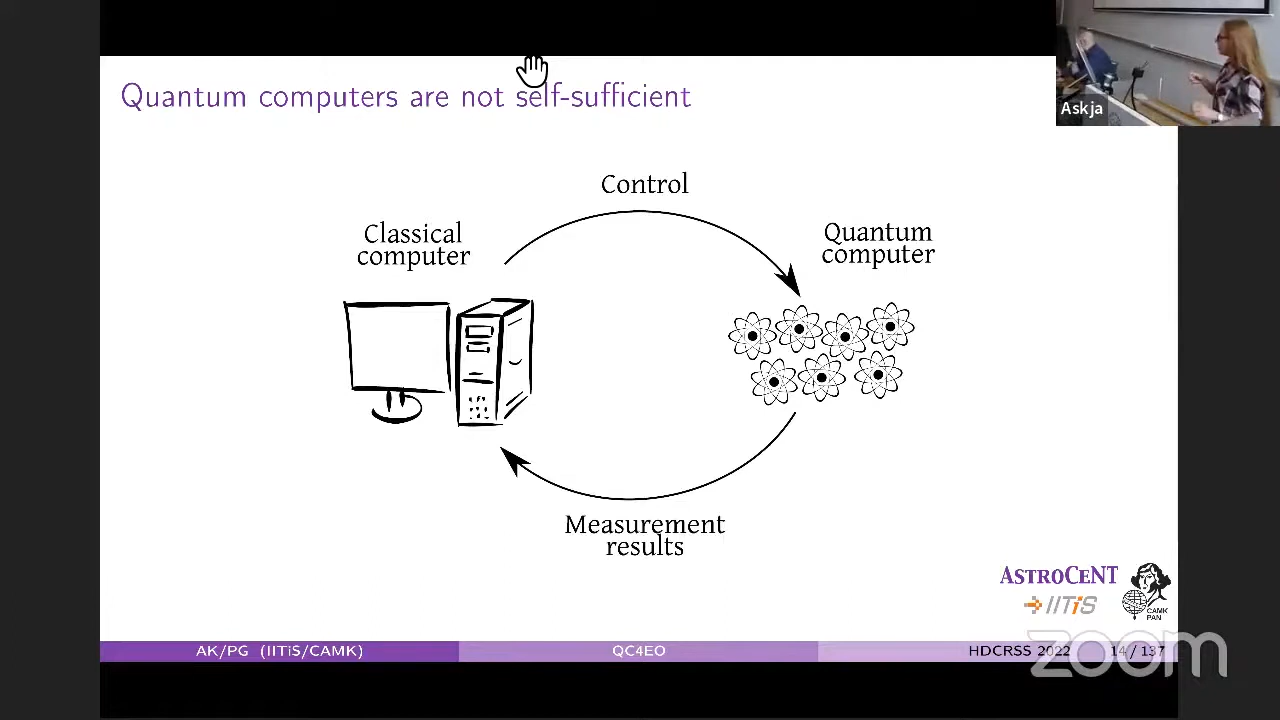 Quantum computers are not self-sufficient
Askja
Control
Classical
computer
Quantum
computer
Measurement
results
ASTROCENT
IITiS
CAMK
PAN
AK/PG (IITiS/CAMK)
QC4EO
HDCRSS 2022
14 / 137
zoom